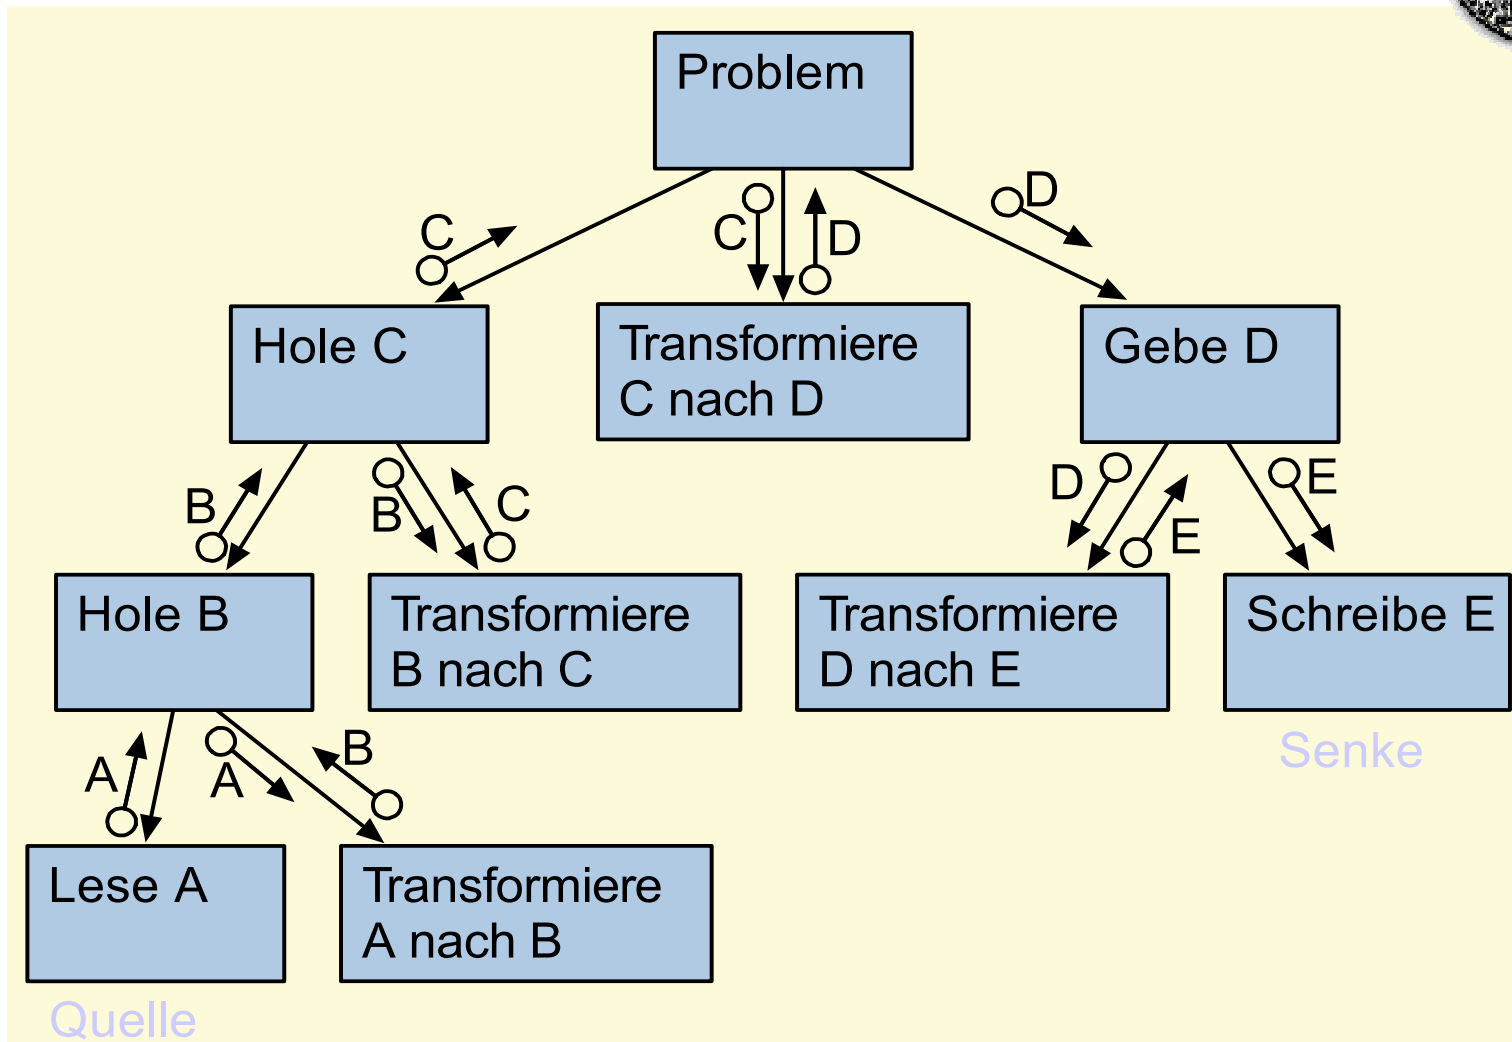 Problem
C
C
D
D
Hole C
Transformiere
C nach D
Gebe D
B
B
C
D
E
E
Hole B
Transformiere
B nach C
Transformiere
D nach E
Schreibe E
Senke
A
A
B
Lese A
Transformiere
A nach B
Quelle